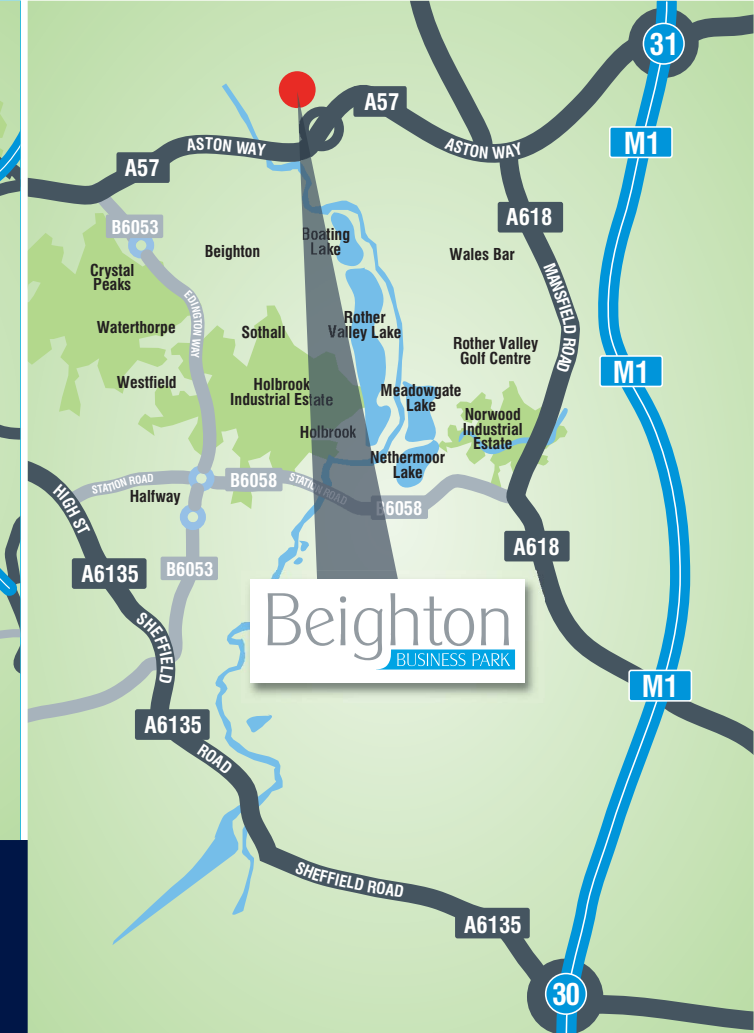 31
A57
M1
ASTON WAY
ASTON WAY
A57
A618
B6053
Boating
Lake
Beighton
Wales Bar
Crystal
Peaks
MANSFIELD ROAD
EDINGTON WAY
Rother
Valley Lake
Waterthorpe
Sothall
Rother Valley
Golf Centre
M1
Westfield
Holbrook
Industrial Estate
Meadowgate
Lake
Norwood
Industrial
Estate
Holbrook
Nethermoor
Lake
STATION ROAD
B6058
STATION ROAD
Halfway
HIGH ST
B6058
A618
A6135
B6053
Beighton
BUSINESS PARK
SHEFFIELD
M1
A6135
ROAD
SHEFFIELD ROAD
A6135
30